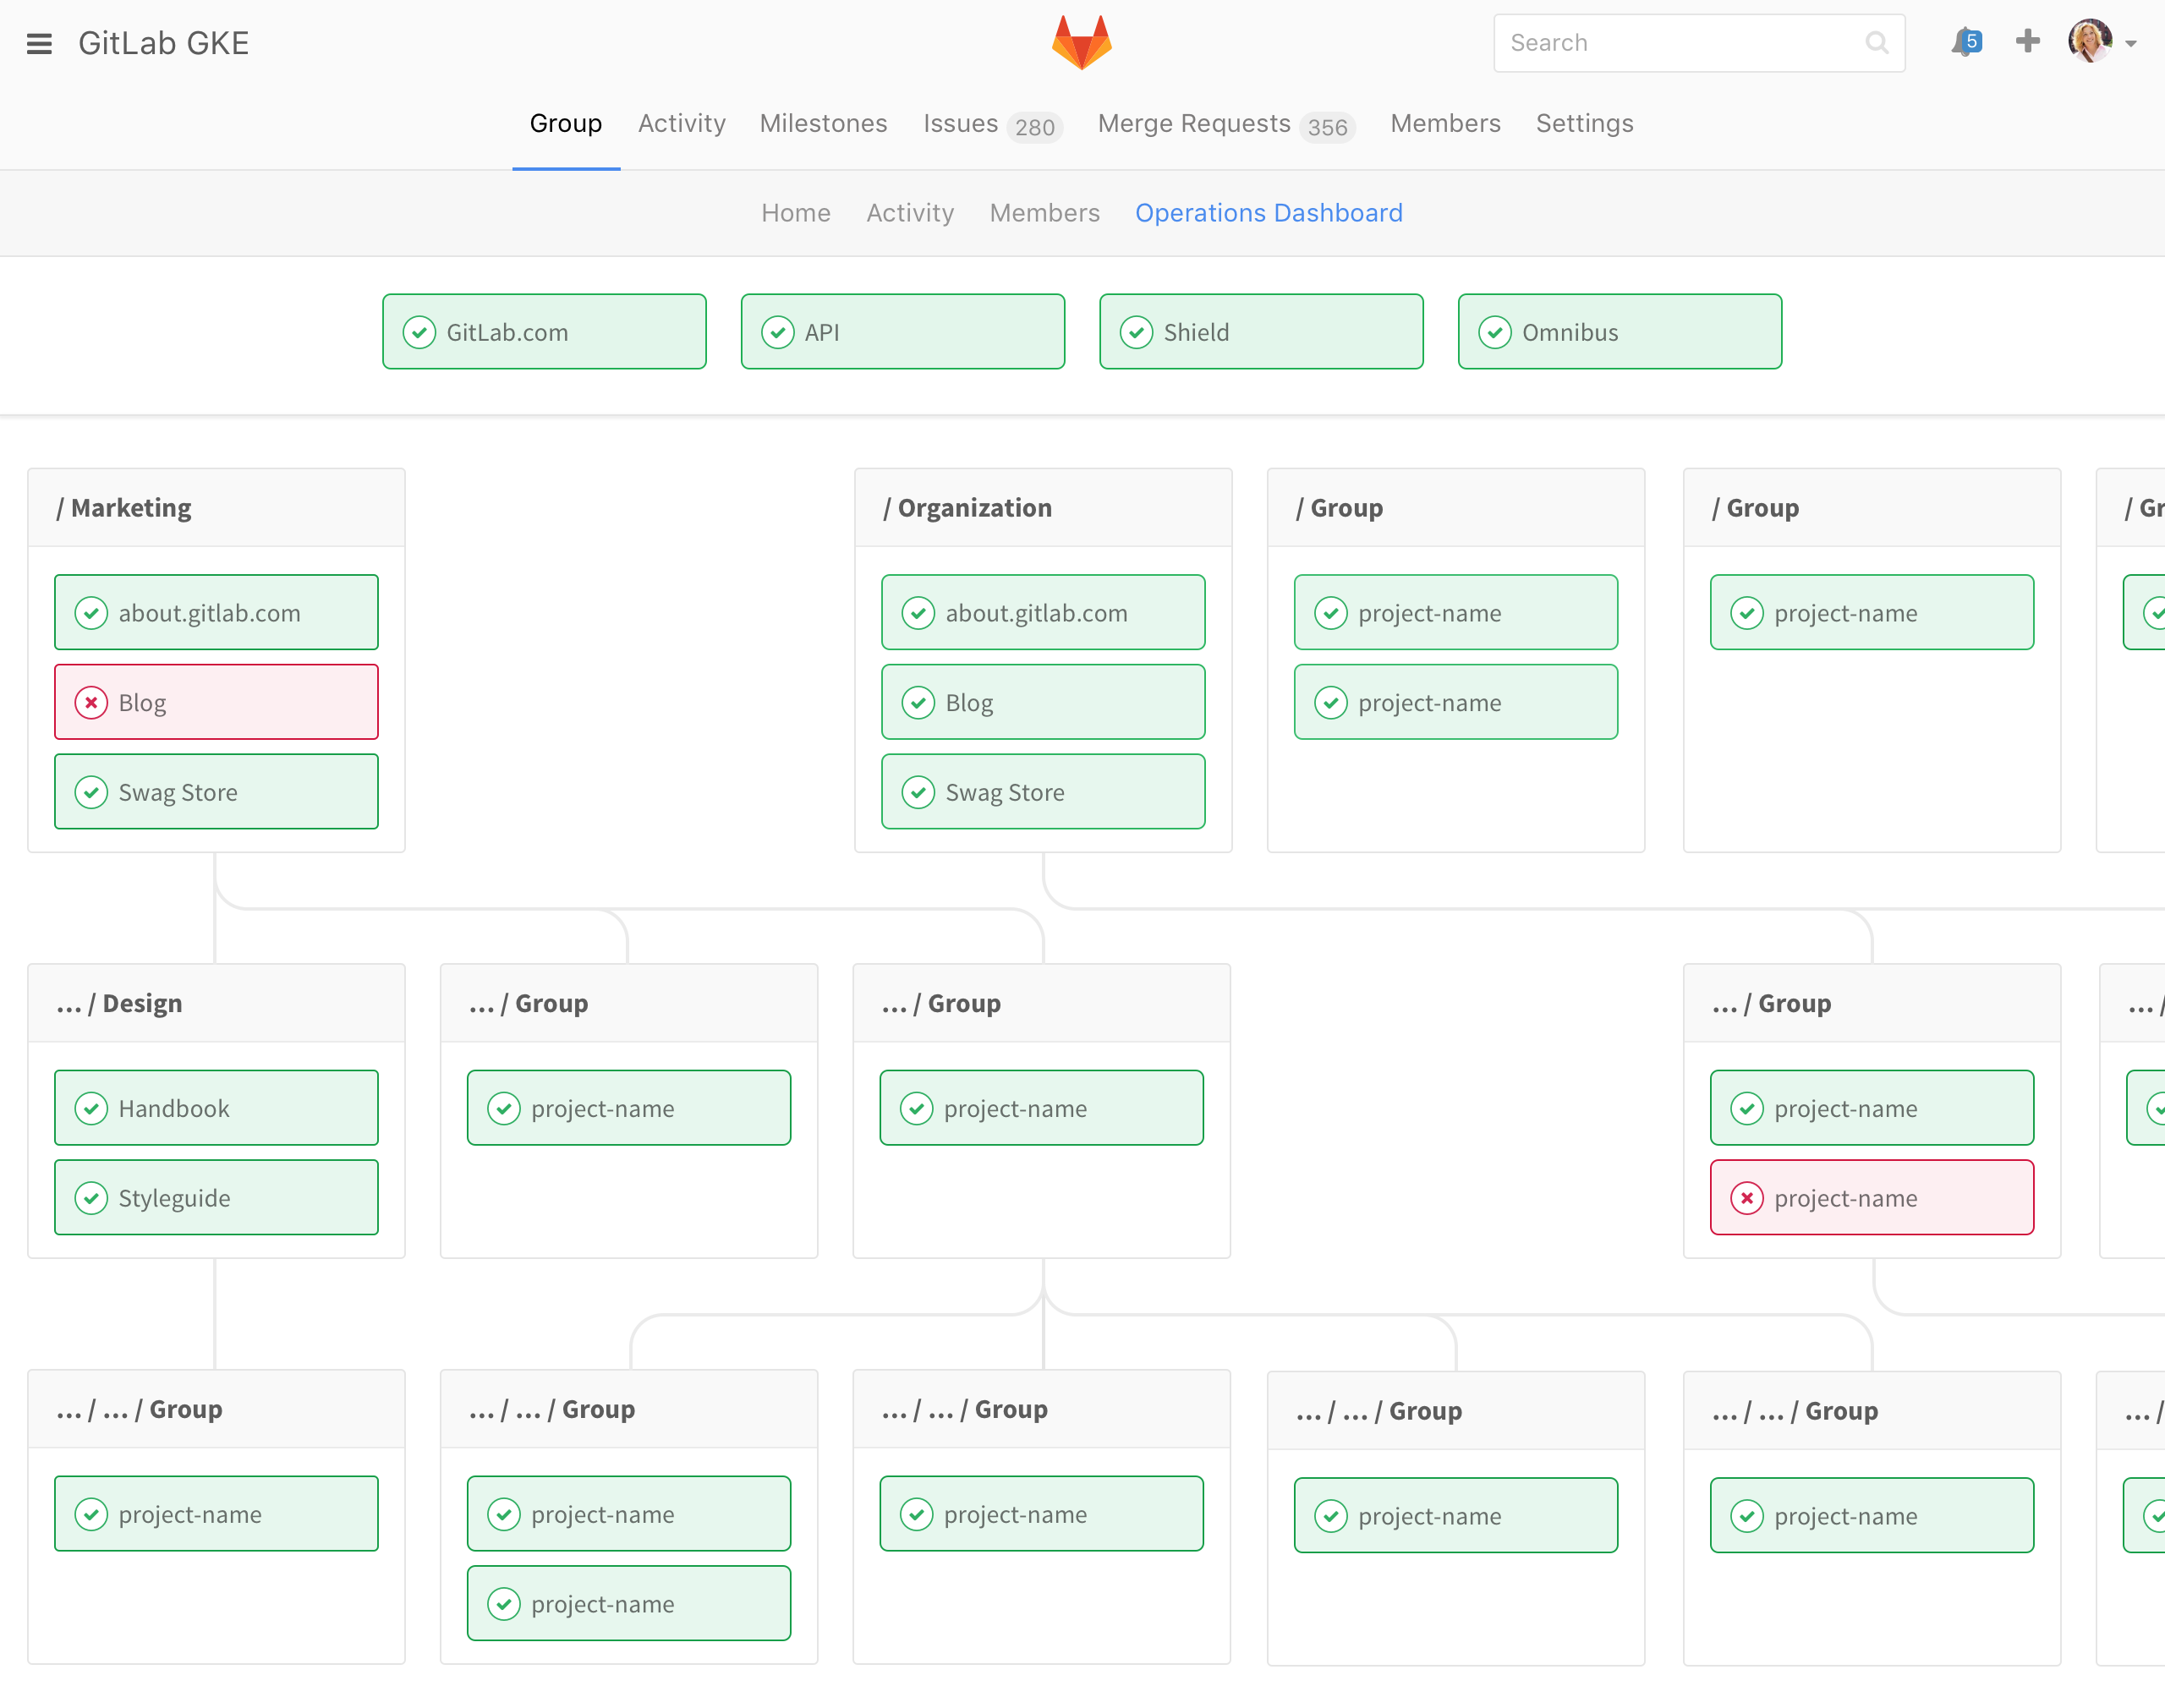 GitLab GKE
Search
5
Group Activity Milestones Issues 280 Merge Requests 356 Members Settings
Home Activity Members Operations Dashboard
GitLab.com
API
Shield
Omnibus
/ Marketing
about.gitlab.com
Blog
Swag Store
/ Organization
about.gitlab.com
Blog
Swag Store
/ Group
project-name
project-name
/ Group
project-name
/ Gr
... / Design
Handbook
Styleguide
... / Group
project-name
... / Group
project-name
... / Group
project-name
project-name
... /
... / ... / Group
project-name
... / ... / Group
project-name
project-name
... / ... / Group
project-name
... / ... / Group
project-name
... / ... / Group
project-name
... /